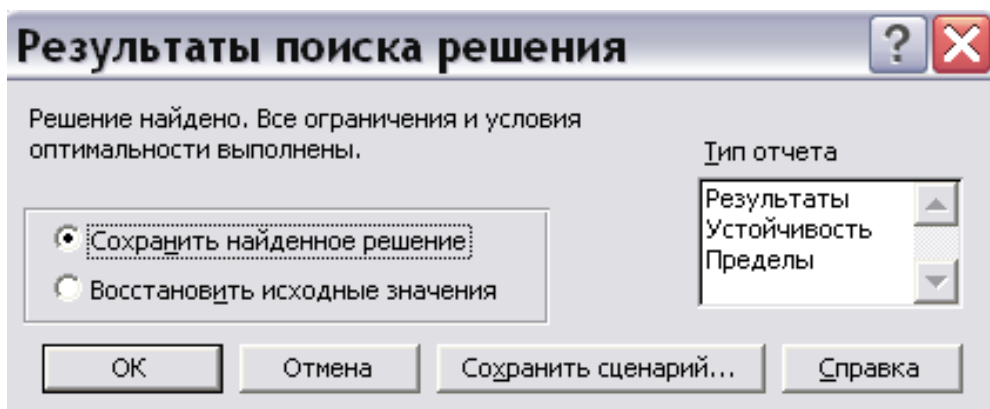 Результаты поиска решения
Решение найдено. Все ограничения и условия
оптимальности выполнены.
Тип отчета
Результаты
Устойчивость
Пределы
Сохранить найденное решение
Восстановить исходные значения
ОК
Отмена
Сохранить сценарий...
Справка